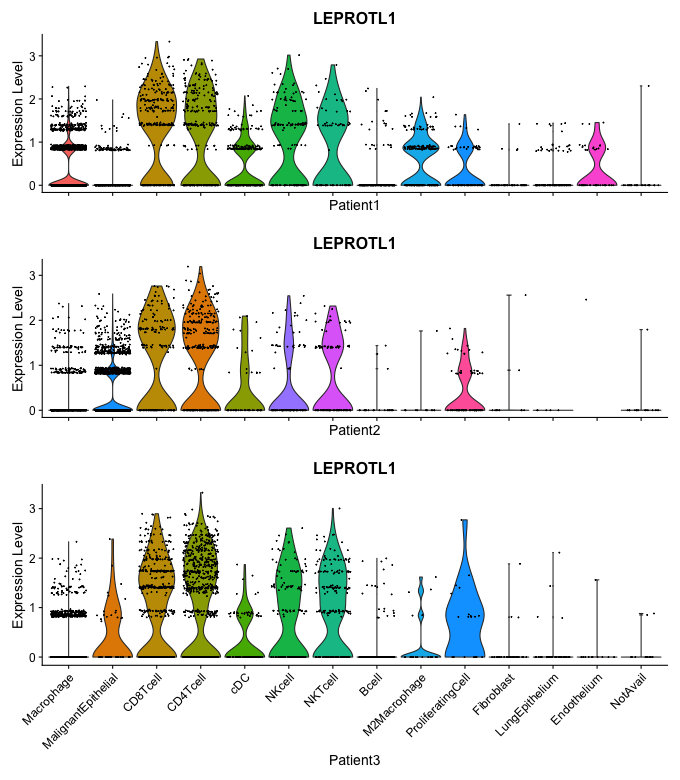 LEPROTL1
Expression Level
3
2
1
0
Patient1
LEPROTL1
Expression Level
3
2
1
0
Patient2
LEPROTL1
Expression Level
3
2
1
0
Macrophage
MalignantEpithelial
CD8Tcell
CD4Tcell
cDC
NKcell
NKTcell
Bcell
M2Macrophage
ProliferatingCell
Fibroblast
LungEpithelium
Endothelium
NotAvail
Patient3